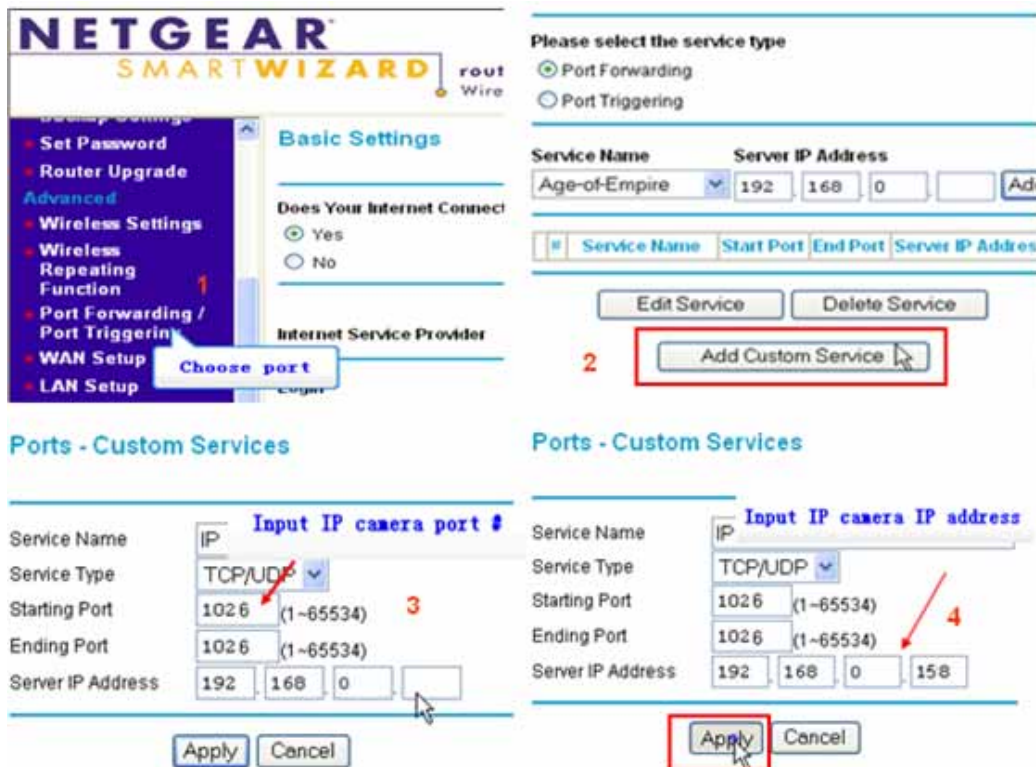 NETGEAR
SMARTWIZARD rout
Wire
Backup Settings
Set Password
Router Upgrade
Advanced
Wireless Settings
Wireless
Repeating
Function
1
Port Forwarding /
Port Triggering
WAN Setup
LAN Setup
Choose port
Basic Settings
Does Your Internet Connect
Yes
No
Internet Service Provider
Login
Please select the service type
Port Forwarding
Port Triggering
Service Name Server IP Address
Age-of-Empire 192 . 168 . 0 . Ad
# Service Name Start Port End Port Server IP Addres
Edit Service Delete Service
2 Add Custom Service
Ports - Custom Services
Input IP camera port #
Service Name IP
Service Type TCP/UDP
Starting Port 1026 (1~65534)
3
Ending Port 1026 (1~65534)
Server IP Address 192 . 168 . 0 .
Apply Cancel
Ports - Custom Services
Input IP camera IP address
Service Name IP
Service Type TCP/UDP
Starting Port 1026 (1~65534)
4
Ending Port 1026 (1~65534)
Server IP Address 192 . 168 . 0 . 158
Apply Cancel